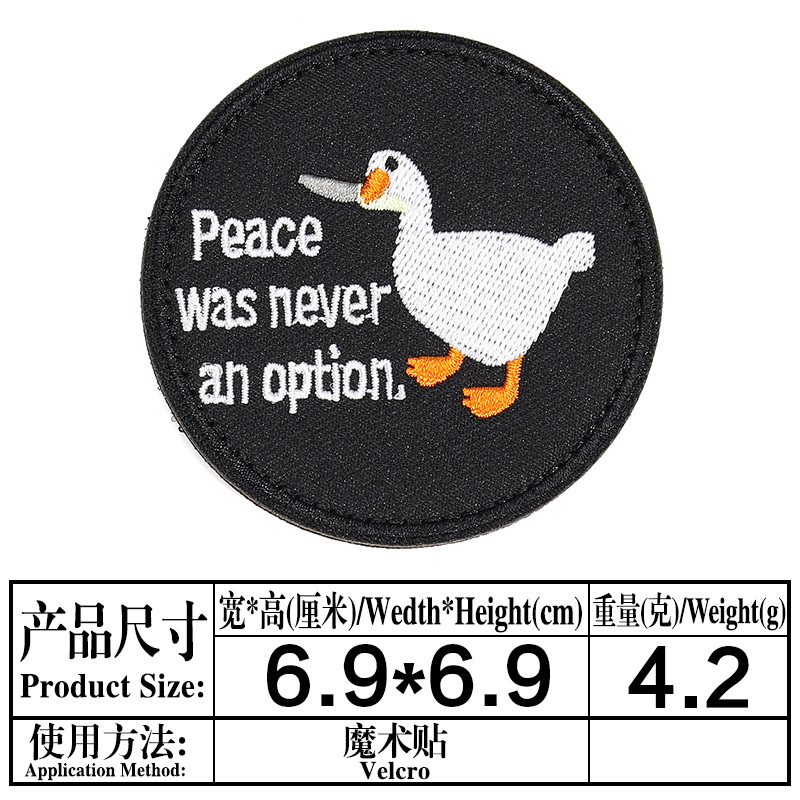 Peace
was never
an option.
产品尺寸
Product Size:
宽*高(厘米)/Wedth*Height(cm)
重量(克)/Weight(g)
6.9*6.9
4.2
使用方法:
Application Method:
魔术贴
Velcro